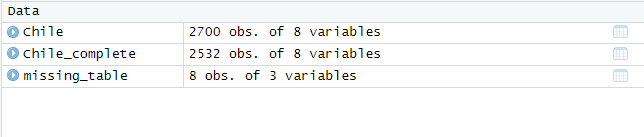 Data
Chile 2700 obs. of 8 variables
Chile_complete 2532 obs. of 8 variables
missing_table 8 obs. of 3 variables